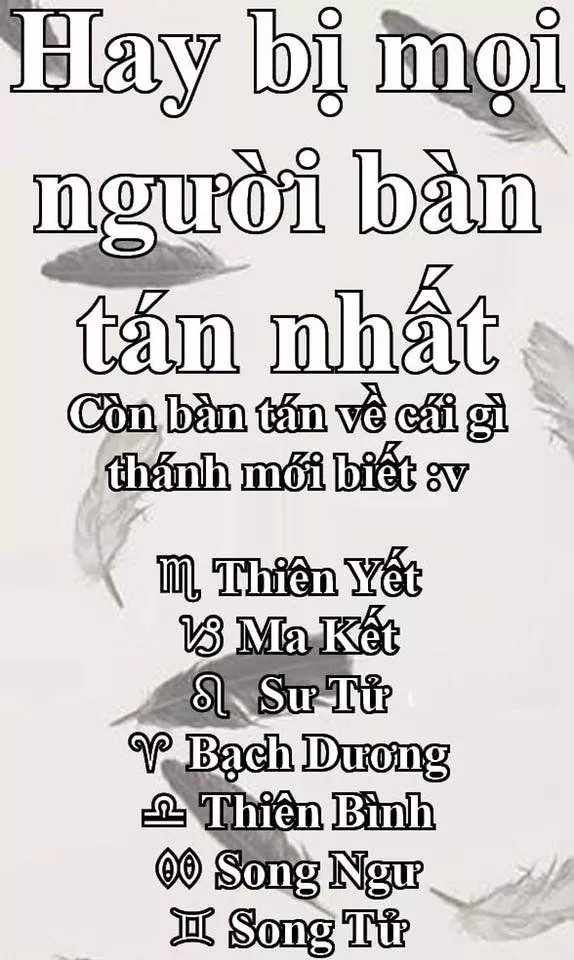 Hay bị mọi
người bàn
tán nhất
Còn bàn tán về cái gì
thánh mới biết :v
♏ Thiên Yết
♑ Ma Kết
♌ Sư Tử
♈ Bạch Dương
♎ Thiên Bình
♓ Song Ngư
♊ Song Tử